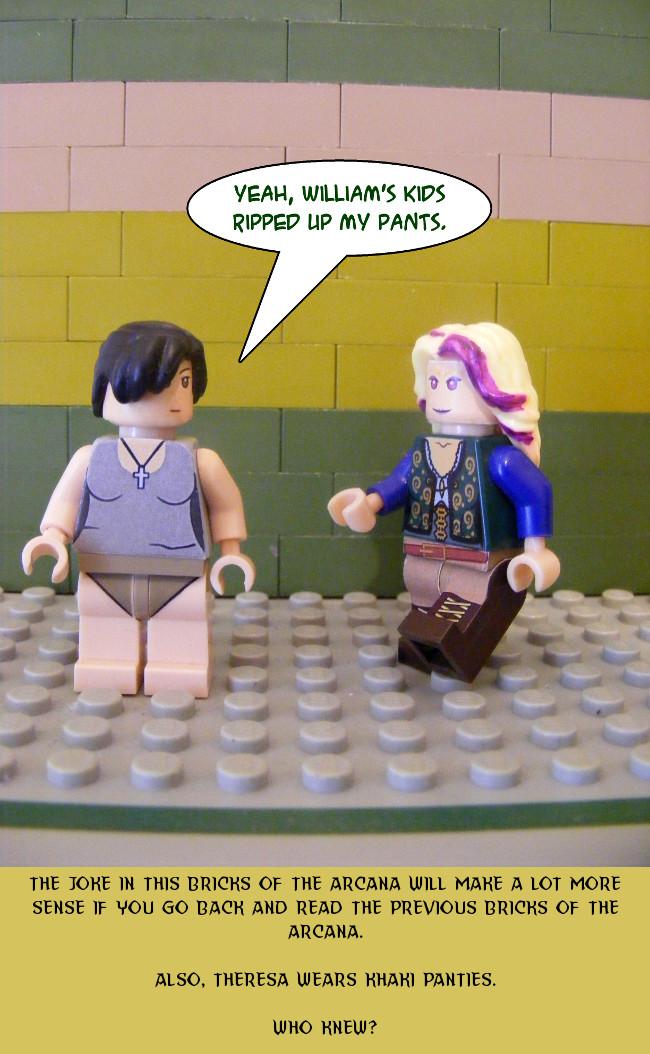 YEAH, WILLIAM'S KIDS
RIPPED UP MY PANTS.
THE JOKE IN THIS BRICKS OF THE ARCANA WILL MAKE A LOT MORE
SENSE IF YOU GO BACK AND READ THE PREVIOUS BRICKS OF THE
ARCANA.
ALSO, THERESA WEARS KHAKI PANTIES.
WHO KNEW?